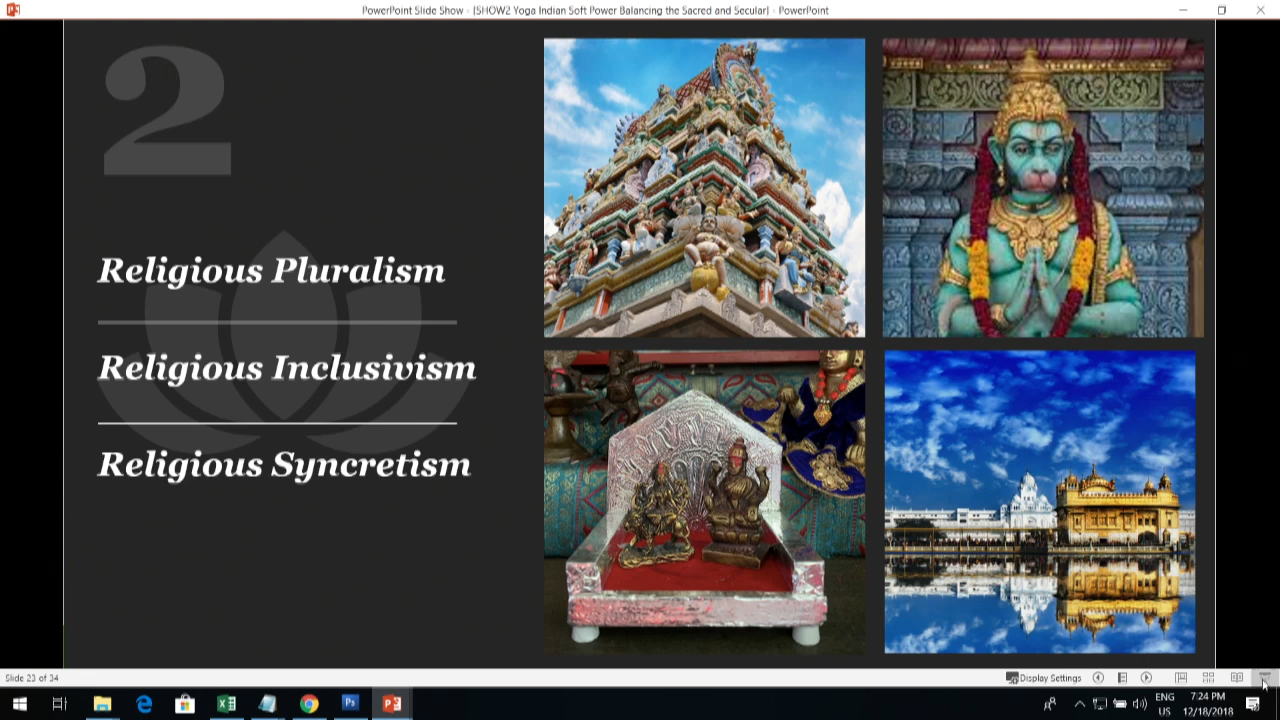 PowerPoint Slide Show - [SHOW2 Yoga Indian Soft Power Balancing the Sacred and Secular] - PowerPoint
2
Religious Pluralism
Religious Inclusivism
Religious Syncretism
Slide 23 of 34
Display Settings
ENG
US
7:24 PM
12/18/2018